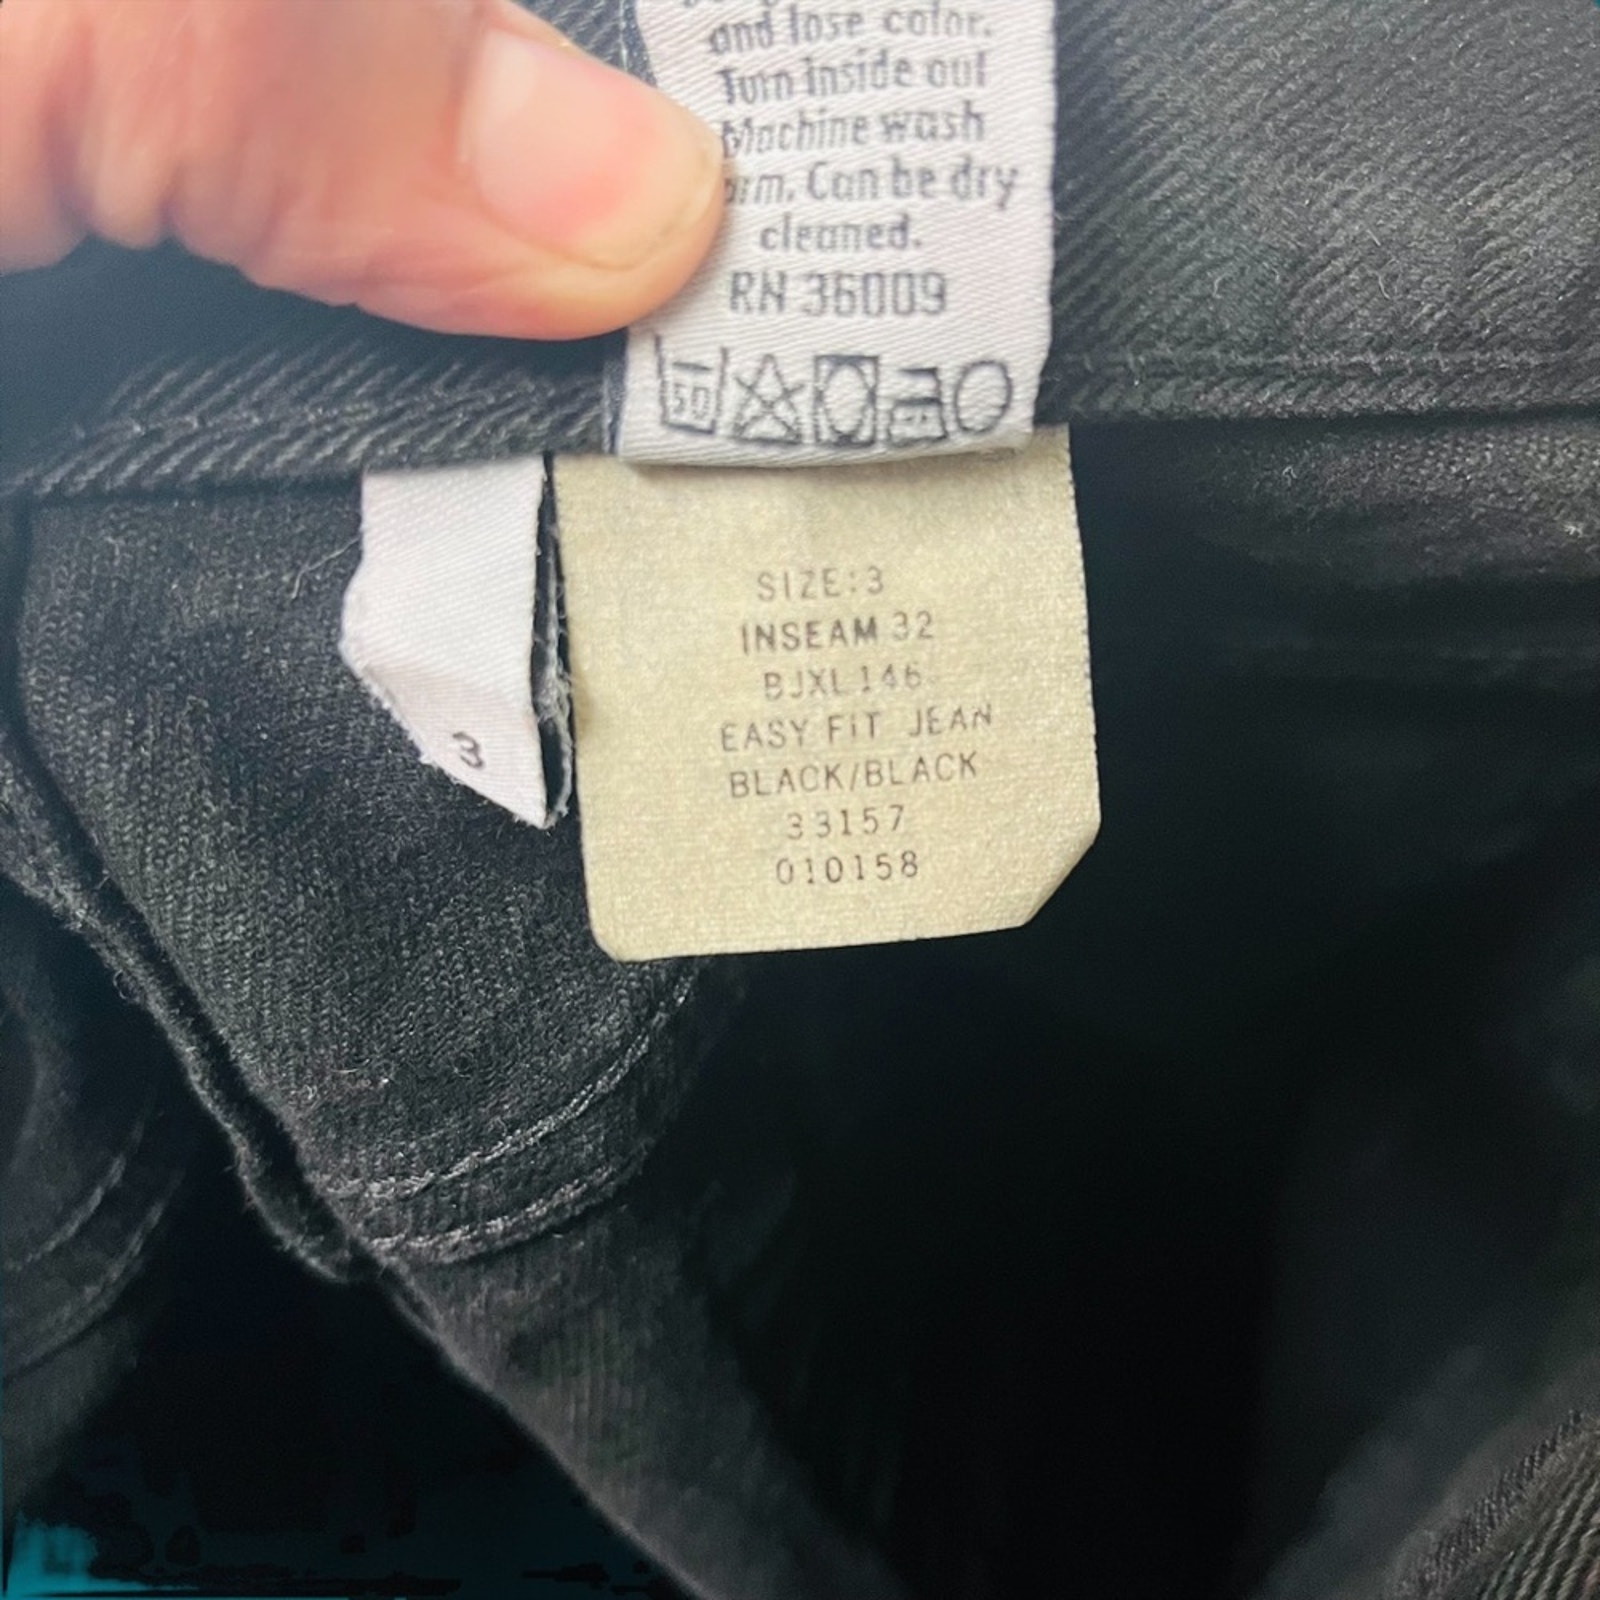 and lose color.
Turn inside out
Machine wash
Can be dry
cleaned.
RN 36009
50
3
SIZE:3
INSEAM 32
BJXL146
EASY FIT JEAN
BLACK/BLACK
33157
010158